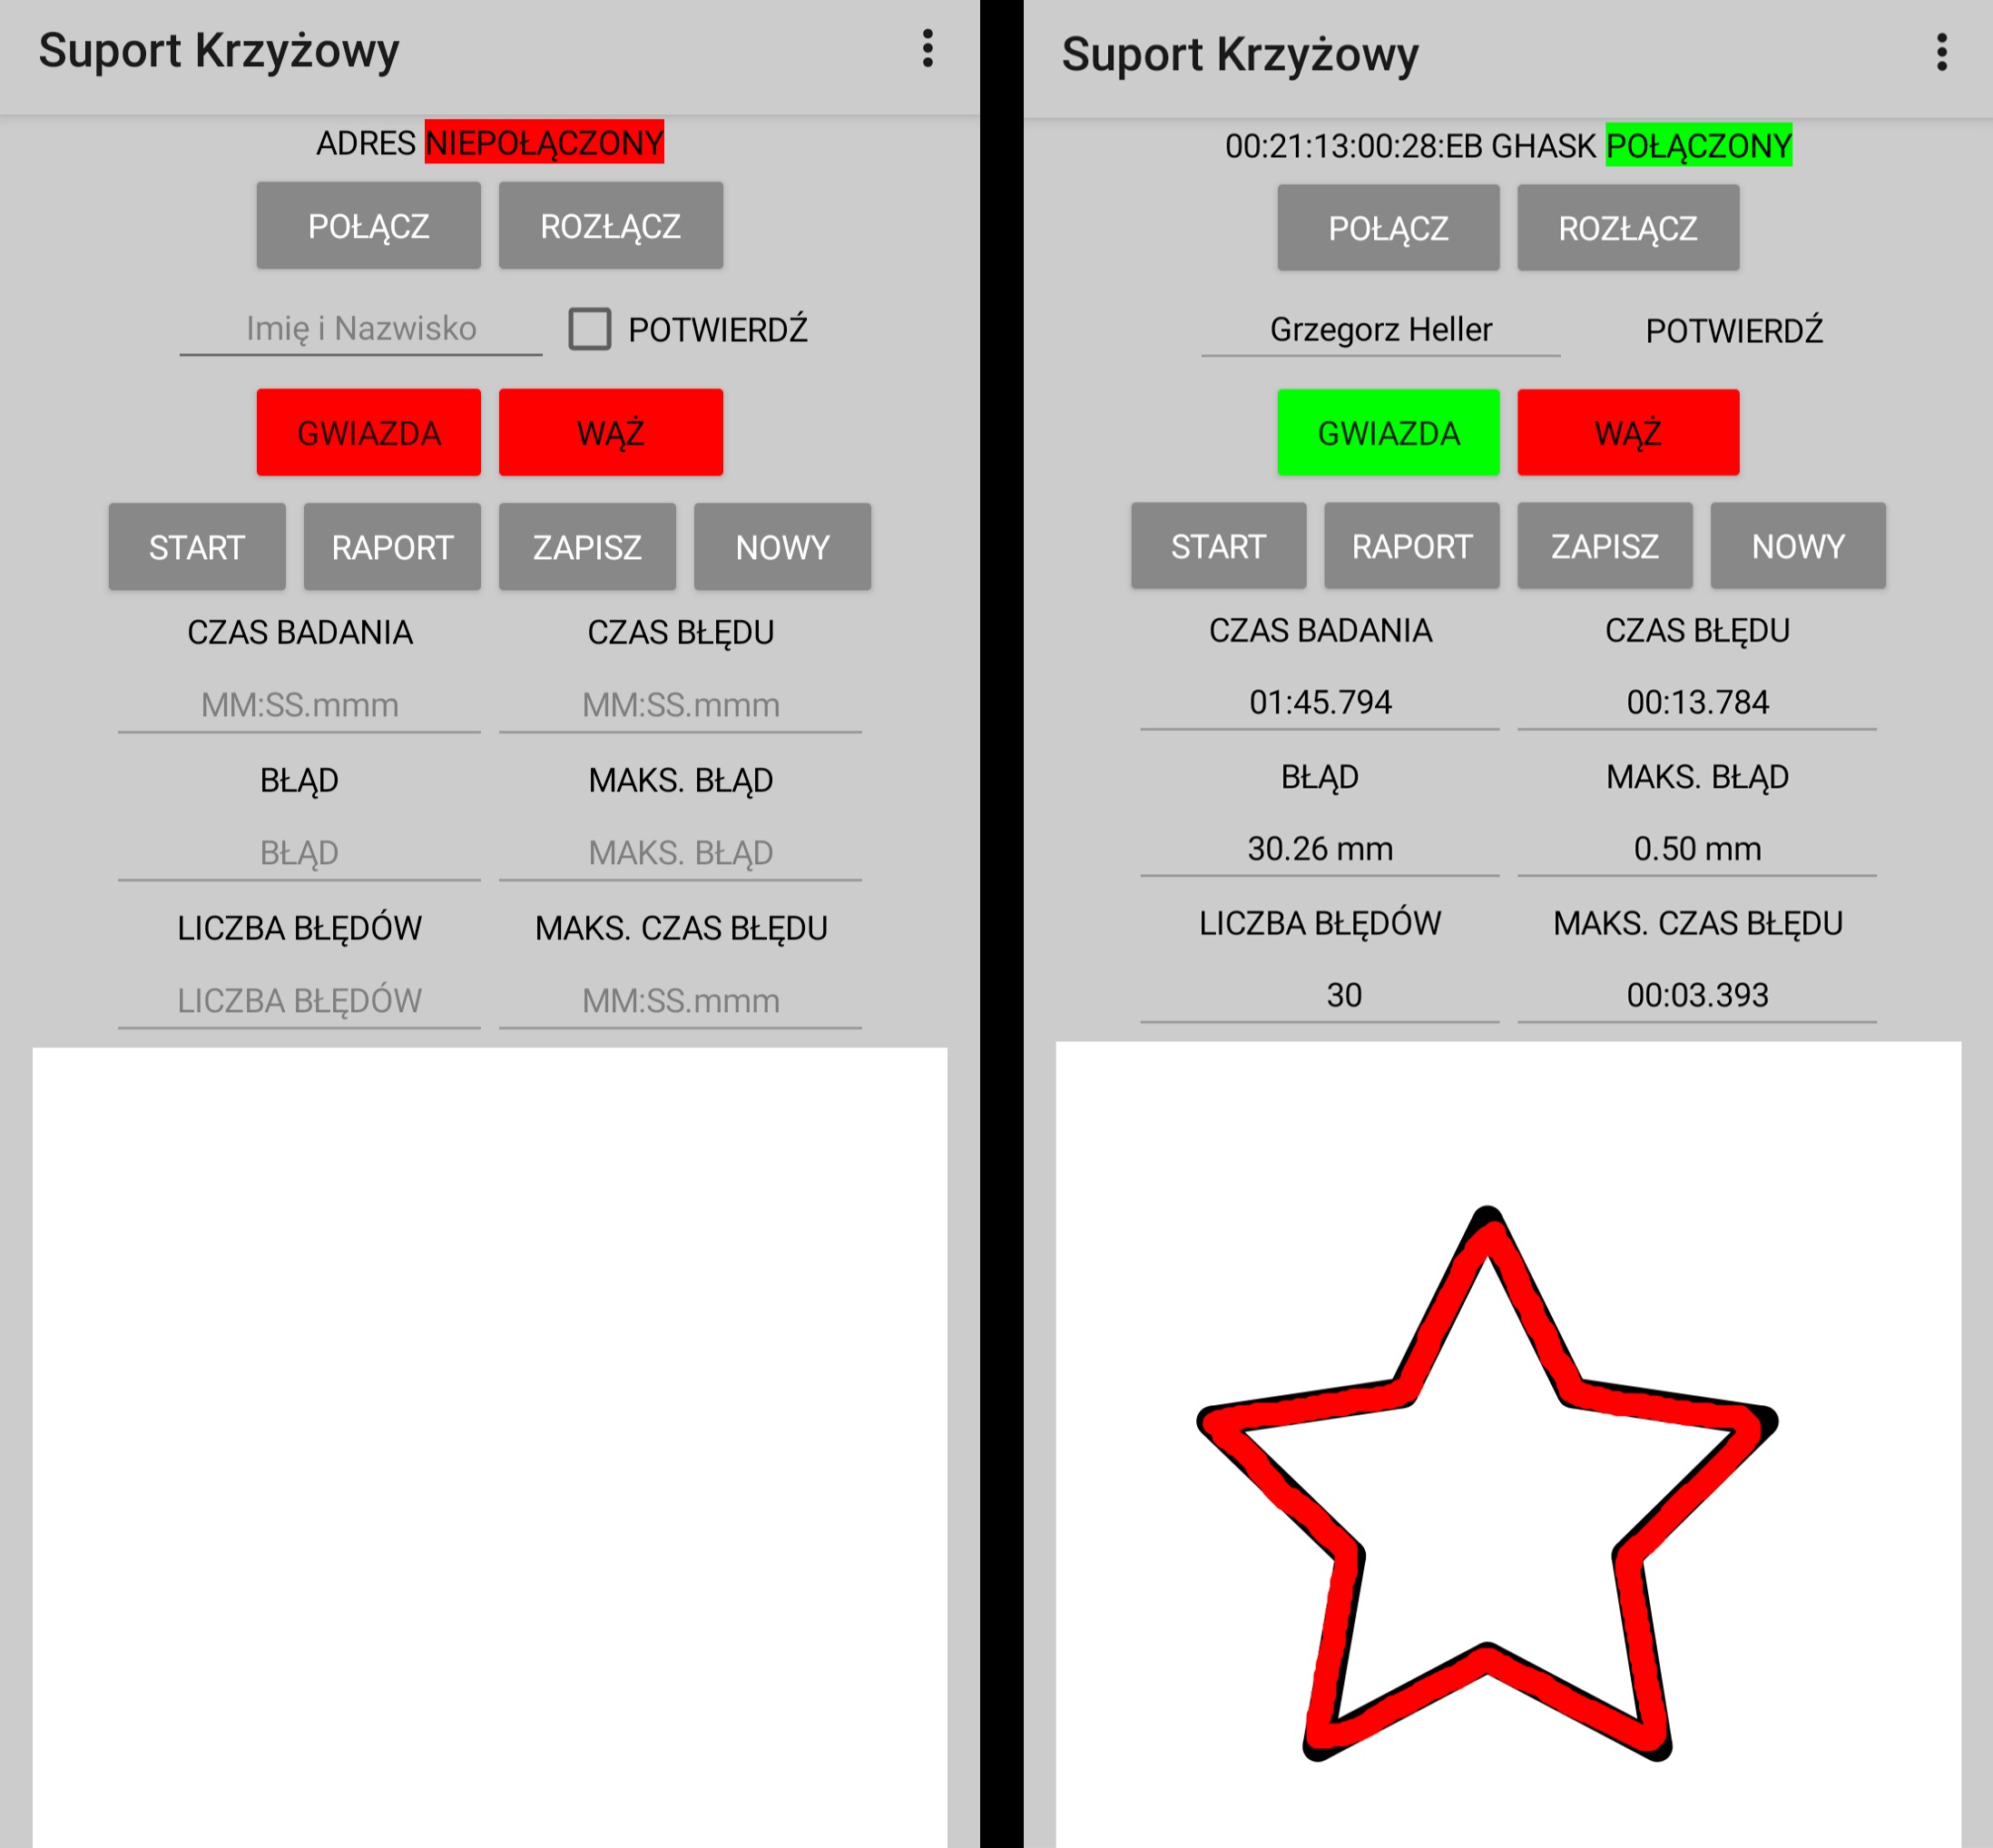 Suport Krzyżowy
ADRES NIEPOŁĄCZONY
POŁĄCZ ROZŁĄCZ
Imię i Nazwisko POTWIERDŹ
GWIAZDA WĄŻ
START RAPORT ZAPISZ NOWY
CZAS BADANIA CZAS BŁĘDU
MM:SS.mmm MM:SS.mmm
BŁĄD MAKS. BŁĄD
BŁĄD MAKS. BŁĄD
LICZBA BŁĘDÓW MAKS. CZAS BŁĘDU
LICZBA BŁĘDÓW MM:SS.mmm
Suport Krzyżowy
00:21:13:00:28:EB GHASK POŁĄCZONY
POŁĄCZ ROZŁĄCZ
Grzegorz Heller POTWIERDŹ
GWIAZDA WĄŻ
START RAPORT ZAPISZ NOWY
CZAS BADANIA CZAS BŁĘDU
01:45.794 00:13.784
BŁĄD MAKS. BŁĄD
30.26 mm 0.50 mm
LICZBA BŁĘDÓW MAKS. CZAS BŁĘDU
30 00:03.393